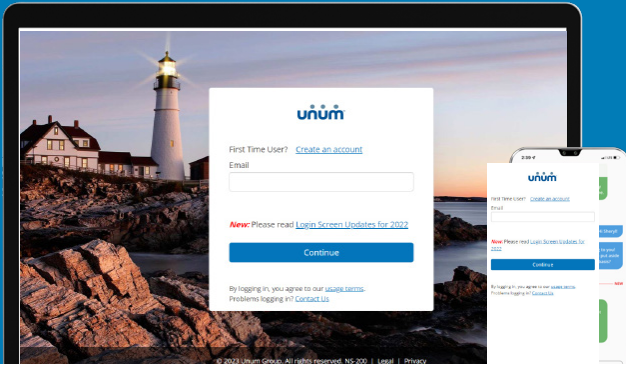 unum
First Time User? Create an account
Email
New: Please read Login Screen Updates for 2022
Continue
By logging in, you agree to our usage terms.
Problems logging in? Contact Us
© 2023 Unum Group. All rights reserved. NS-200 | Legal | Privacy
unum
First Time User? Create an account
Email
New: Please read Login Screen Updates for
2022
Continue
By logging in, you agree to our usage terms.
Problems logging in? Contact Us
NEW